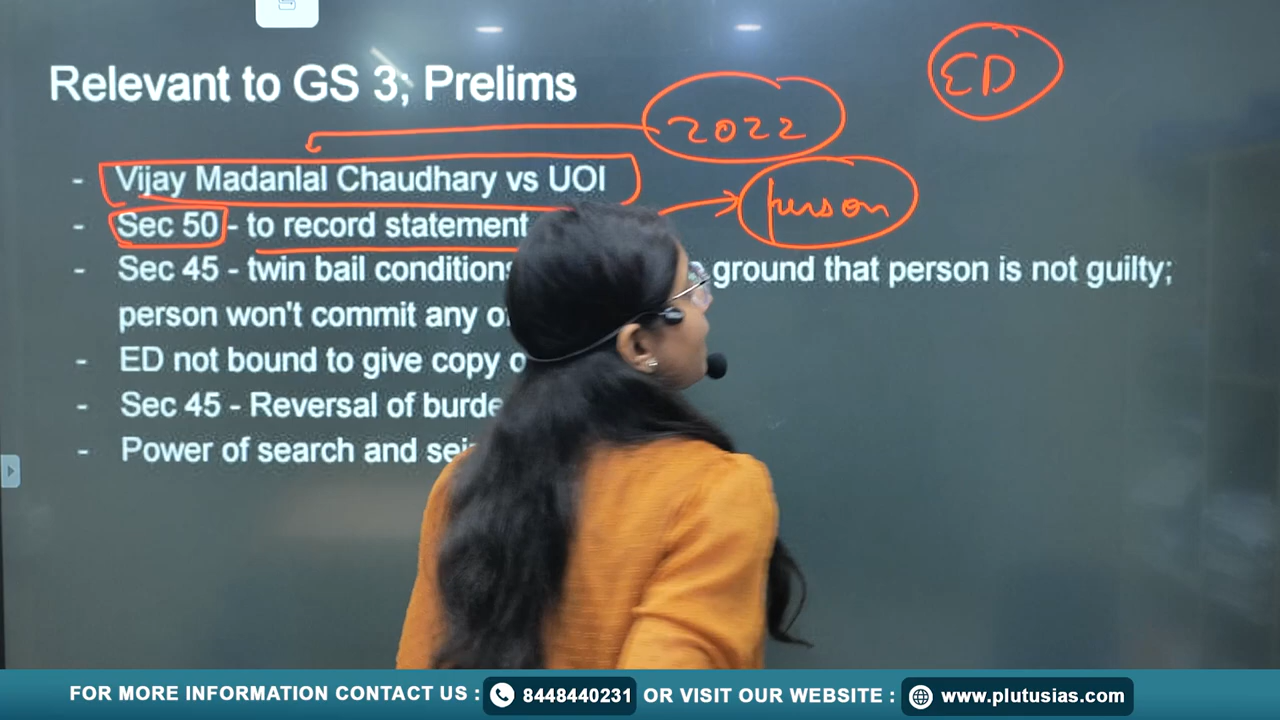 ED
Relevant to GS 3; Prelims
2022
- Vijay Madanlal Chaudhary vs UOI
person
- Sec 50 - to record statement
- Sec 45 - twin bail conditions ground that person is not guilty;
person won't commit any
- ED not bound to give copy
- Sec 45 - Reversal of
- Power of search and
FOR MORE INFORMATION CONTACT US : 8448440231 OR VISIT OUR WEBSITE : www.plutusias.com